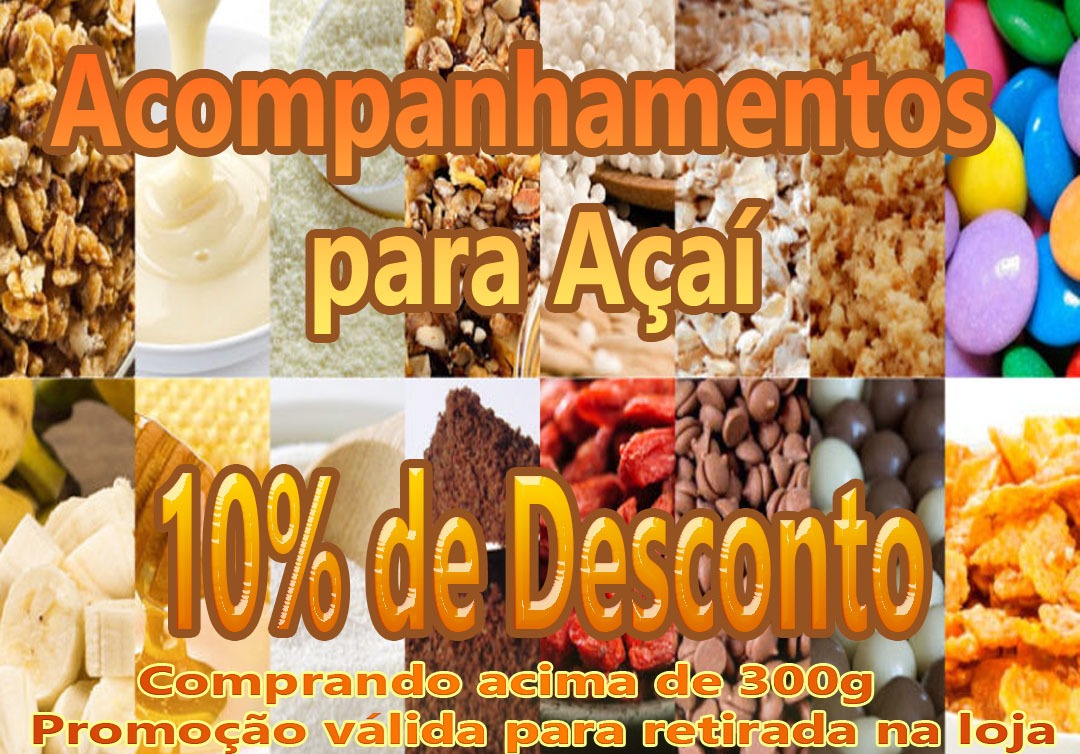 Acompanhamentos
para Açaí
10% de Desconto
Comprando acima de 300g
Promoção válida para retirada na loja